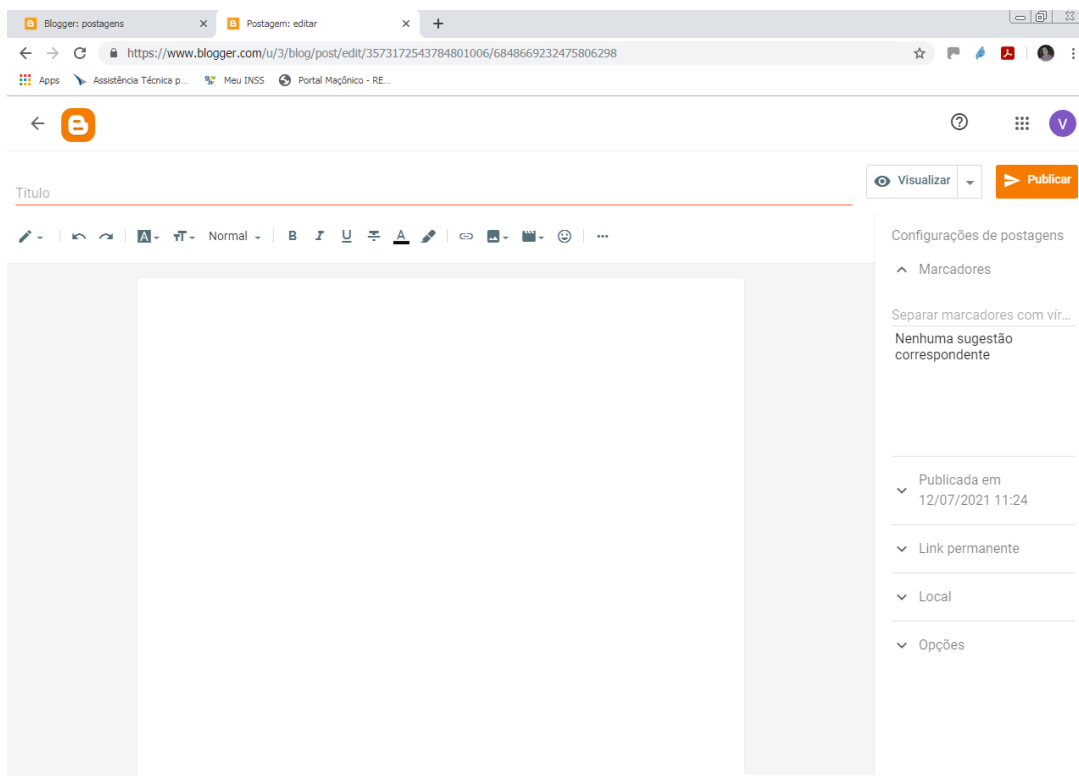 Blogger: postagens
Postagem: editar
https://www.blogger.com/u/3/blog/post/edit/3573172543784801006/6848669232475806298
Apps Assistência Técnica p... Meu INSS Portal Maçônico - RE...
V
Título
Visualizar
Publicar
Normal B I U A
Configurações de postagens
Marcadores
Separar marcadores com vír...
Nenhuma sugestão
correspondente
Publicada em
12/07/2021 11:24
Link permanente
Local
Opções